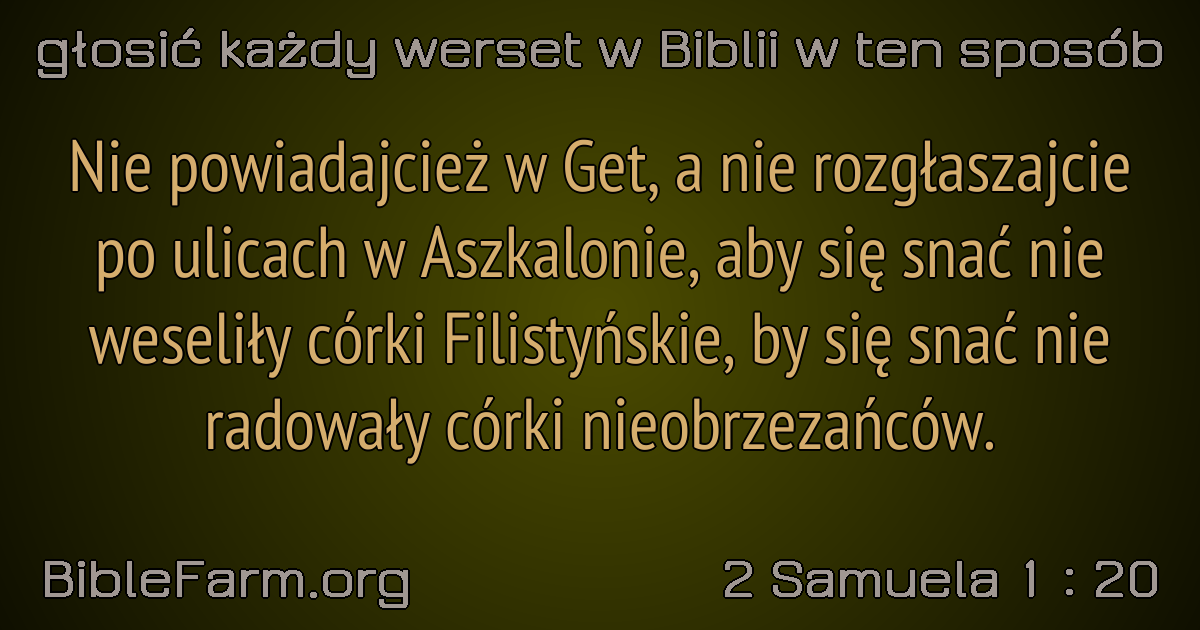 głosić każdy werset w Biblii w ten sposób
Nie powiadajcież w Get, a nie rozgłaszajcie
po ulicach w Aszkalonie, aby się snać nie
weseliły córki Filistyńskie, by się snać nie
radowały córki nieobrzezańców.
BibleFarm.org
2 Samuela 1 : 20